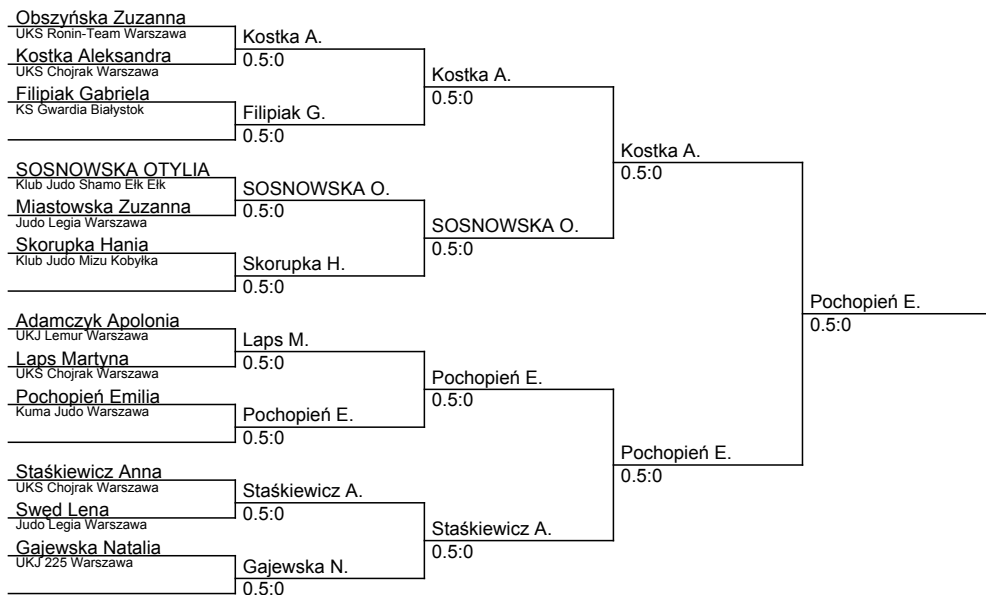 Obszyńska Zuzanna
UKS Ronin-Team Warszawa
Kostka Aleksandra
UKS Chojrak Warszawa
Filipiak Gabriela
KS Gwardia Białystok
SOSNOWSKA OTYLIA
Klub Judo Shamo Ełk Ełk
Miastowska Zuzanna
Judo Legia Warszawa
Skorupka Hania
Klub Judo Mizu Kobyłka
Adamczyk Apolonia
UKJ Lemur Warszawa
Laps Martyna
UKS Chojrak Warszawa
Pochopień Emilia
Kuma Judo Warszawa
Staśkiewicz Anna
UKS Chojrak Warszawa
Swęd Lena
Judo Legia Warszawa
Gajewska Natalia
UKJ 225 Warszawa
Kostka A.
0.5:0
Filipiak G.
0.5:0
SOSNOWSKA O.
0.5:0
Skorupka H.
0.5:0
Laps M.
0.5:0
Pochopień E.
0.5:0
Staśkiewicz A.
0.5:0
Gajewska N.
0.5:0
Kostka A.
0.5:0
SOSNOWSKA O.
0.5:0
Pochopień E.
0.5:0
Staśkiewicz A.
0.5:0
Kostka A.
0.5:0
Pochopień E.
0.5:0
Pochopień E.
0.5:0